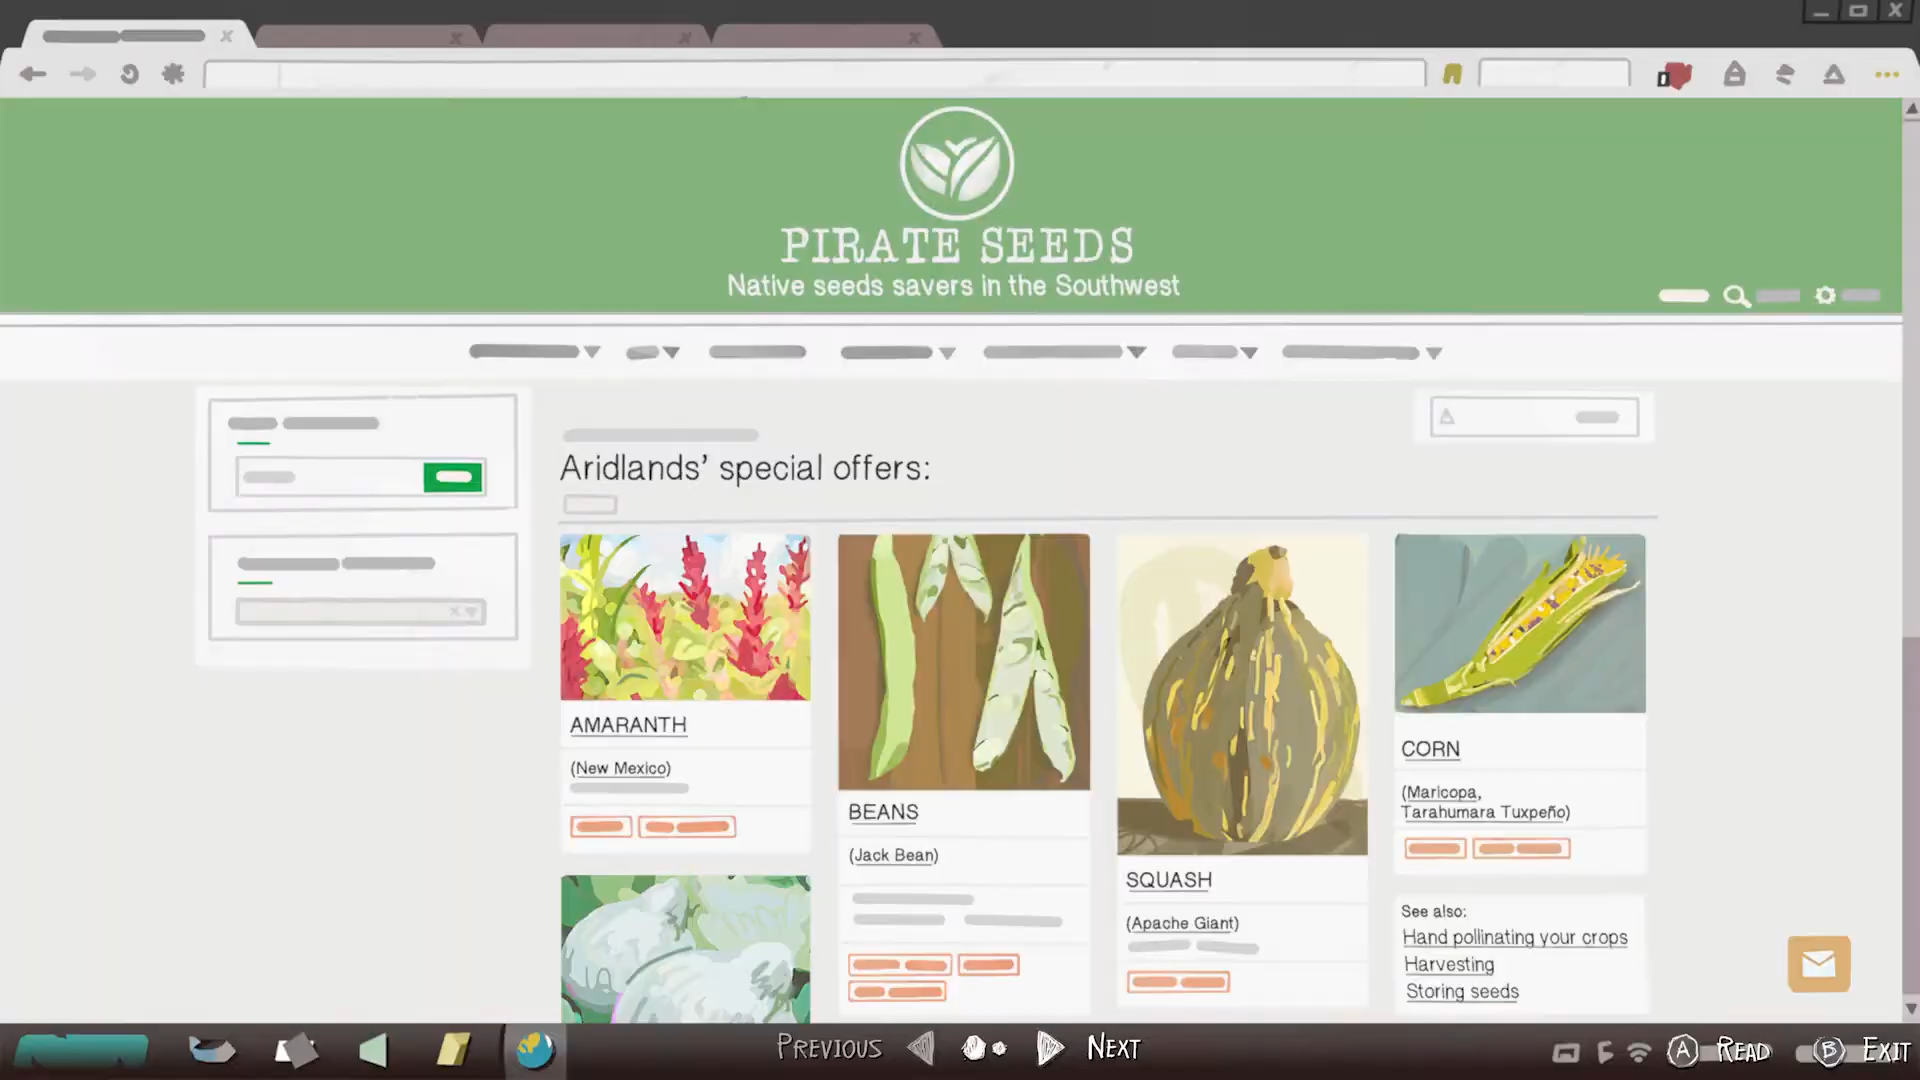 PIRATE SEEDS
Native seeds savers in the Southwest
Aridlands' special offers:
AMARANTH
(New Mexico)
BEANS
(Jack Bean)
SQUASH
(Apache Giant)
CORN
(Maricopa,
Tarahumara Tuxpeño)
See also:
Hand pollinating your crops
Harvesting
Storing seeds
PREVIOUS
NEXT
A READ
B EXIT